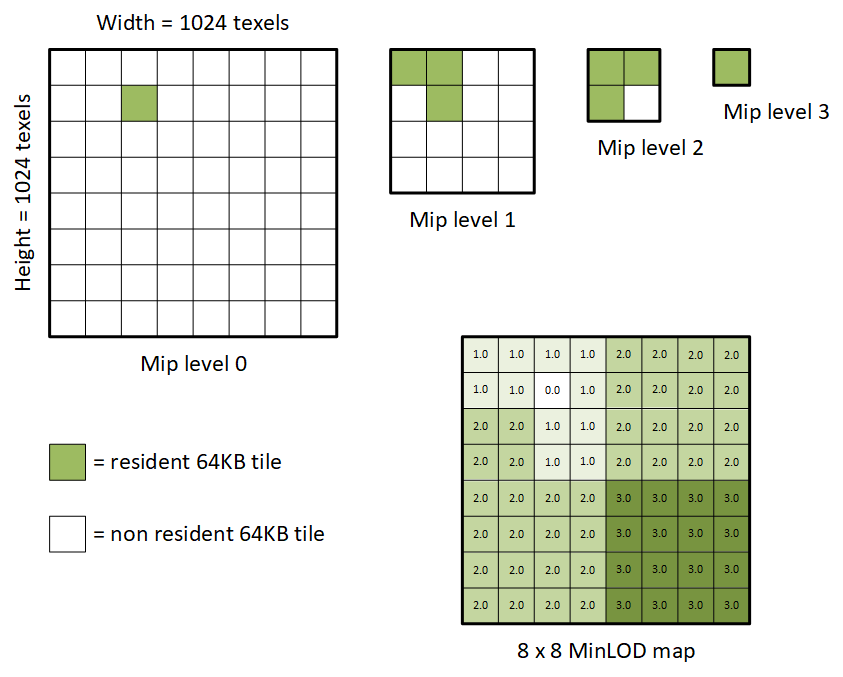 Width = 1024 texels
Height = 1024 texels
Mip level 0
Mip level 1
Mip level 2
Mip level 3
= resident 64KB tile
= non resident 64KB tile
1.0 1.0 1.0 1.0 2.0 2.0 2.0 2.0
1.0 1.0 0.0 1.0 2.0 2.0 2.0 2.0
2.0 2.0 1.0 1.0 2.0 2.0 2.0 2.0
2.0 2.0 1.0 1.0 2.0 2.0 2.0 2.0
2.0 2.0 2.0 2.0 3.0 3.0 3.0 3.0
2.0 2.0 2.0 2.0 3.0 3.0 3.0 3.0
2.0 2.0 2.0 2.0 3.0 3.0 3.0 3.0
2.0 2.0 2.0 2.0 3.0 3.0 3.0 3.0
8 x 8 MinLOD map